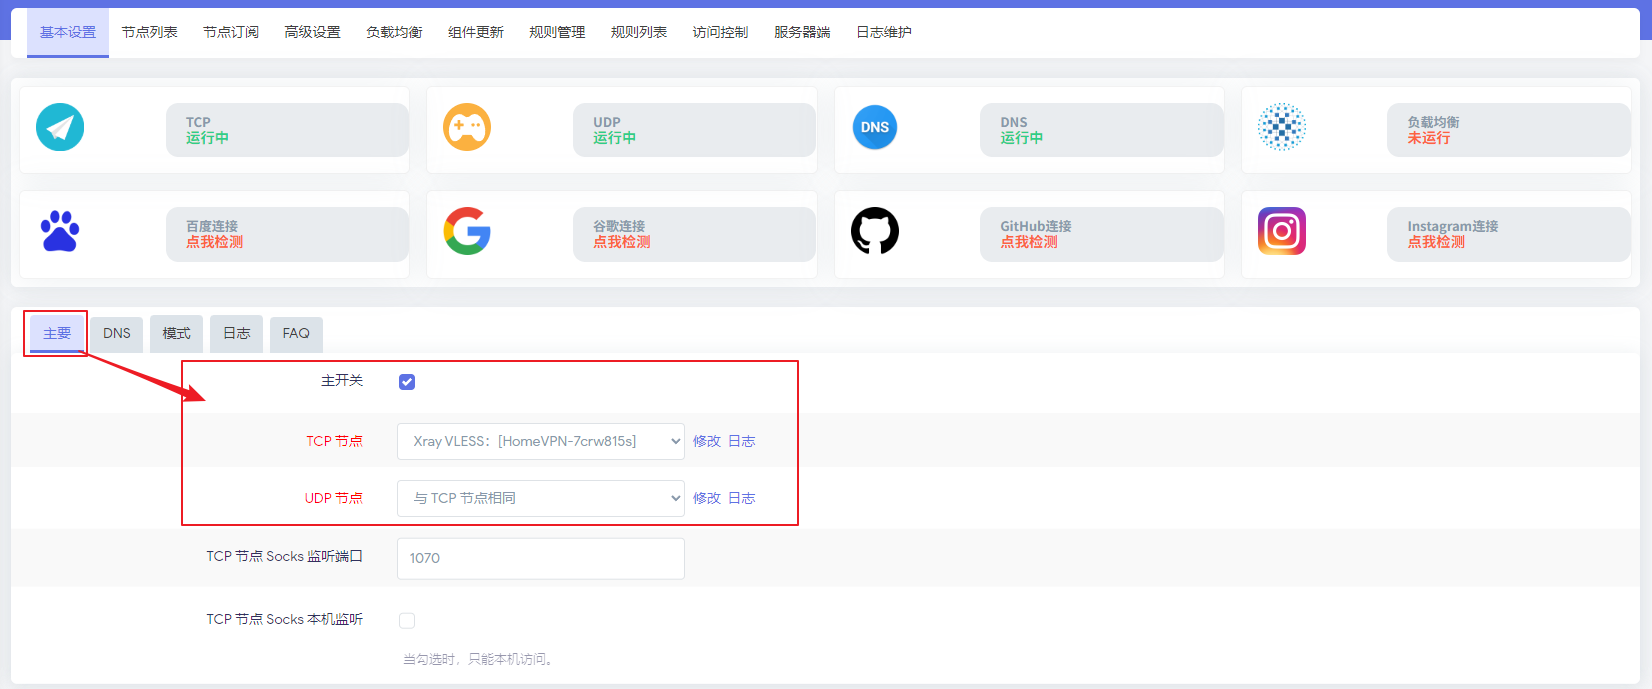 基本设置 节点列表 节点订阅 高级设置 负载均衡 组件更新 规则管理 规则列表 访问控制 服务器端 日志维护
TCP
运行中
UDP
运行中
DNS
DNS
运行中
负载均衡
未运行
百度连接
点我检测
谷歌连接
点我检测
GitHub连接
点我检测
Instagram连接
点我检测
主要 DNS 模式 日志 FAQ
主开关
TCP 节点 Xray VLESS：[HomeVPN-7crw815s] 修改 日志
UDP 节点 与 TCP 节点相同 修改 日志
TCP 节点 Socks 监听端口 1070
TCP 节点 Socks 本机监听
当勾选时，只能本机访问。